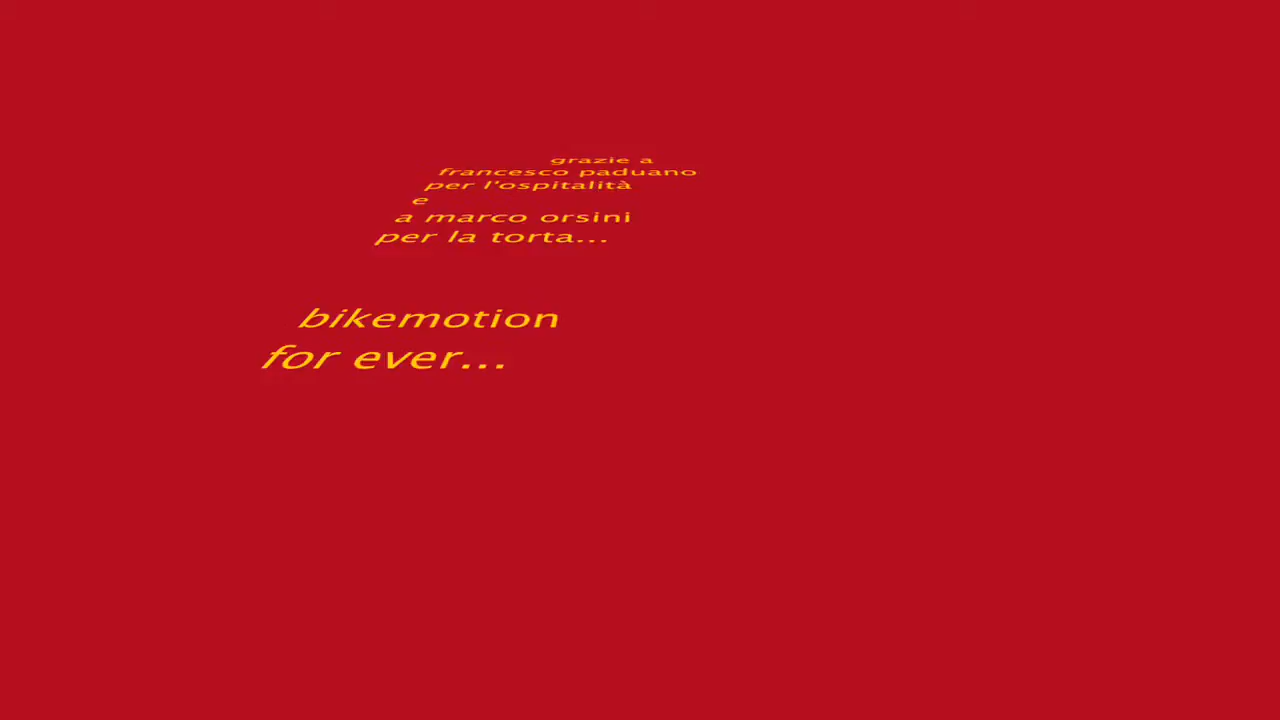 grazie a
francesco paduano
per l'ospitalità
e
a marco orsini
per la torta...
bikemotion
for ever...